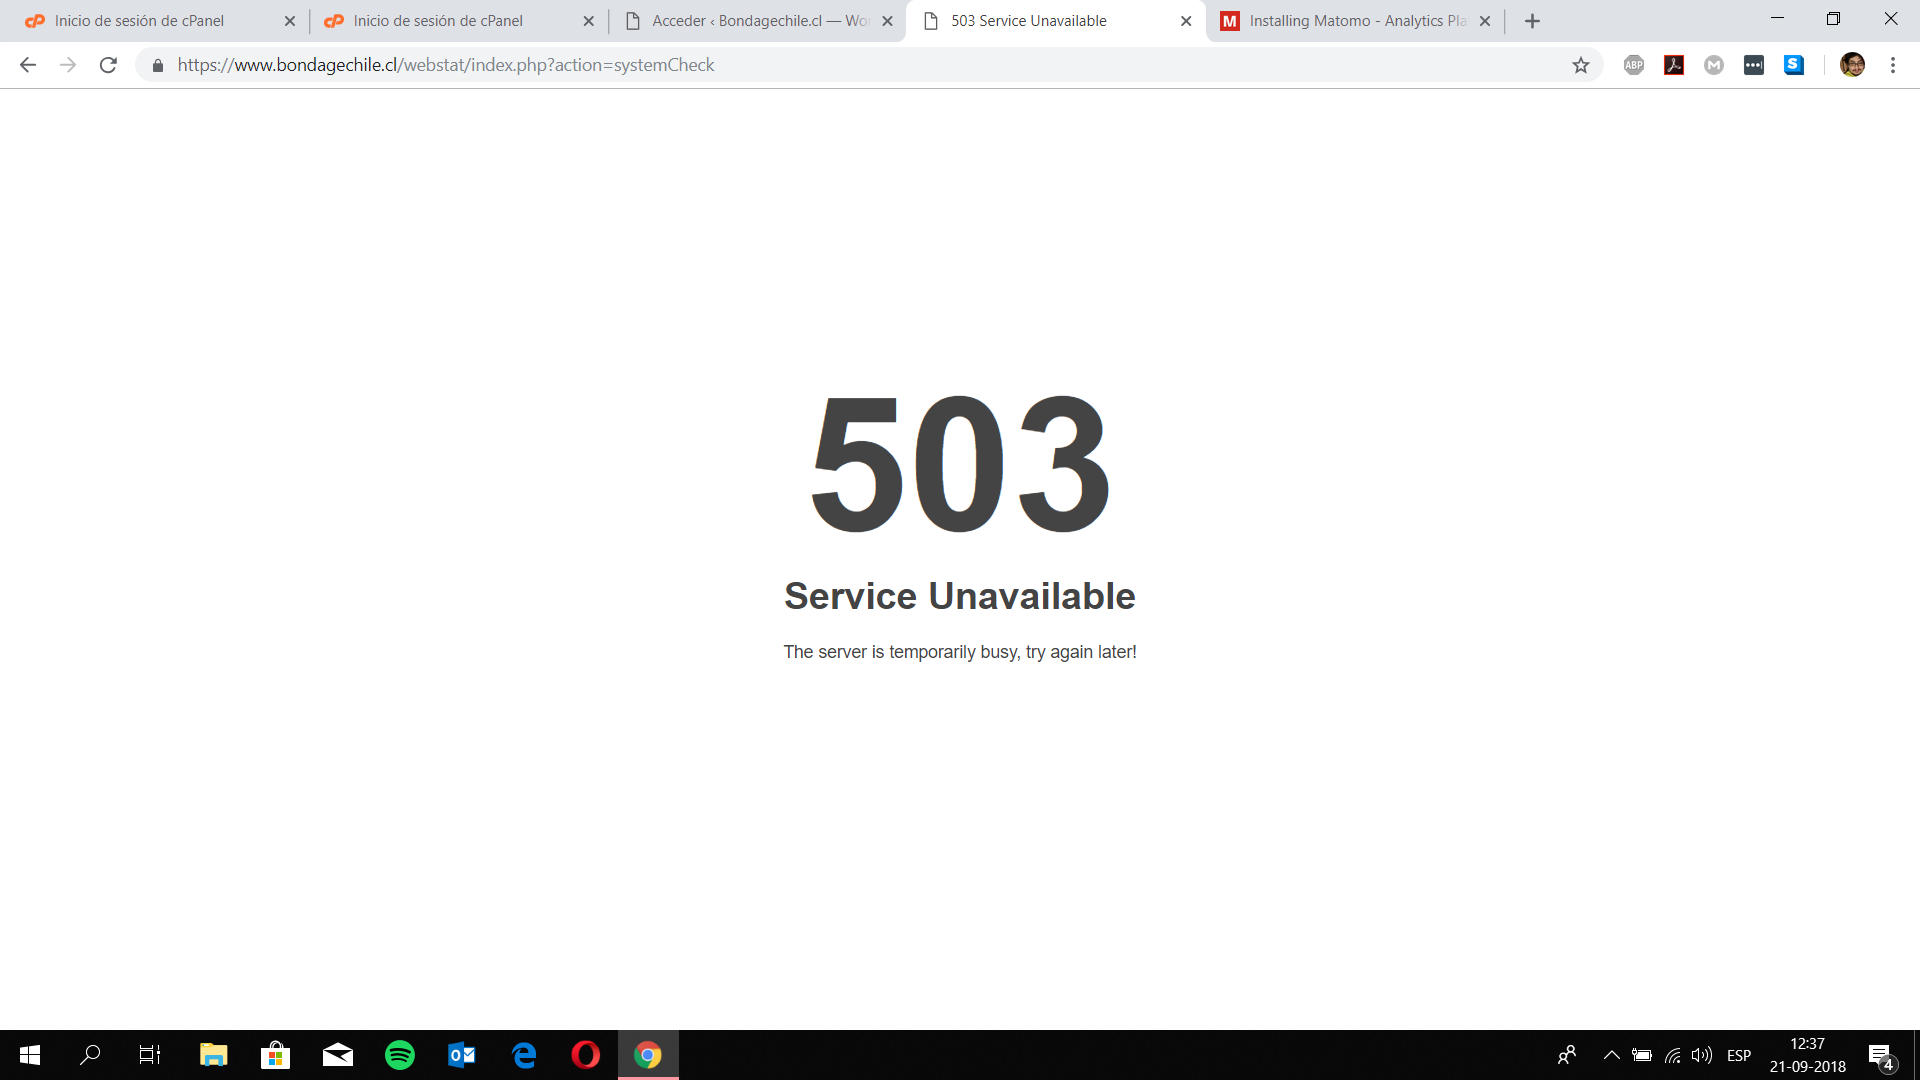 Inicio de sesión de cPanel
Inicio de sesión de cPanel
Acceder ‹ Bondagechile.cl — Wo
503 Service Unavailable
M
Installing Matomo - Analytics Pla
https://www.bondagechile.cl/webstat/index.php?action=systemCheck
ABP
M
S
503
Service Unavailable
The server is temporarily busy, try again later!
ESP
12:37
21-09-2018
4